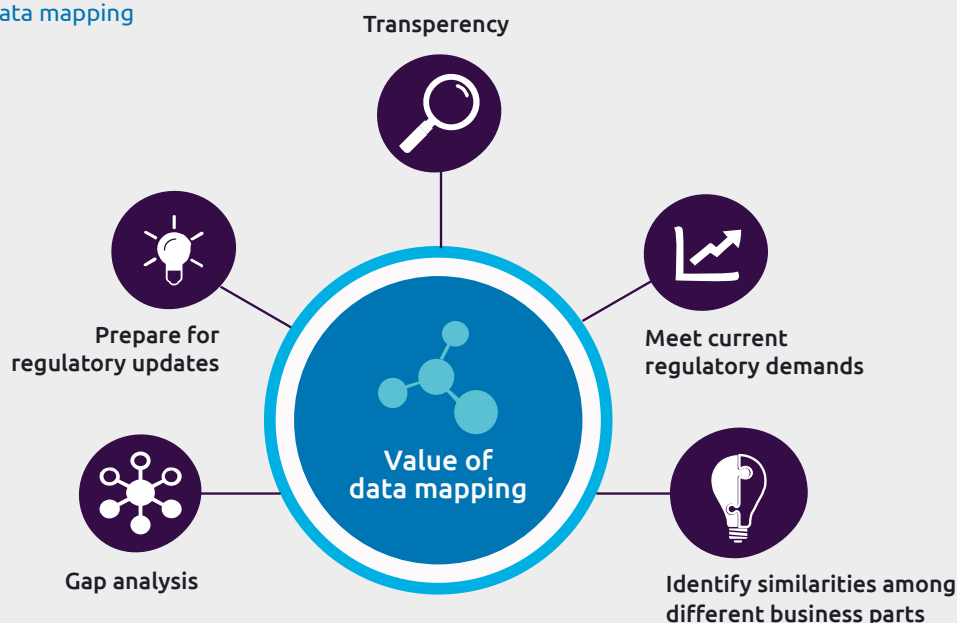 ata mapping
Transperency
Prepare for
regulatory updates
Meet current
regulatory demands
Value of
data mapping
Gap analysis
Identify similarities among
different business parts